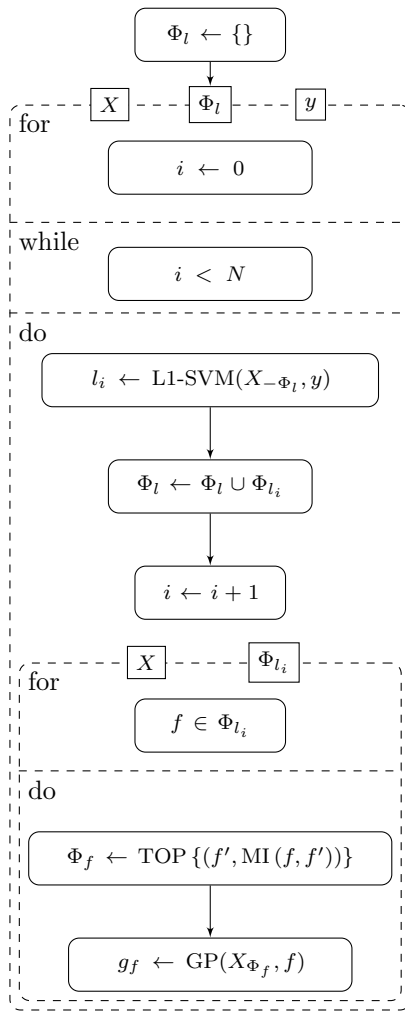 Φ_l ← {}
X Φ_l y
for
i ← 0
while
i < N
do
l_i ← L1-SVM(X_{−Φ_l}, y)
Φ_l ← Φ_l ∪ Φ_{l_i}
i ← i + 1
X Φ_{l_i}
for
f ∈ Φ_{l_i}
do
Φ_f ← TOP {(f′, MI (f, f′))}
g_f ← GP(X_{Φ_f}, f)